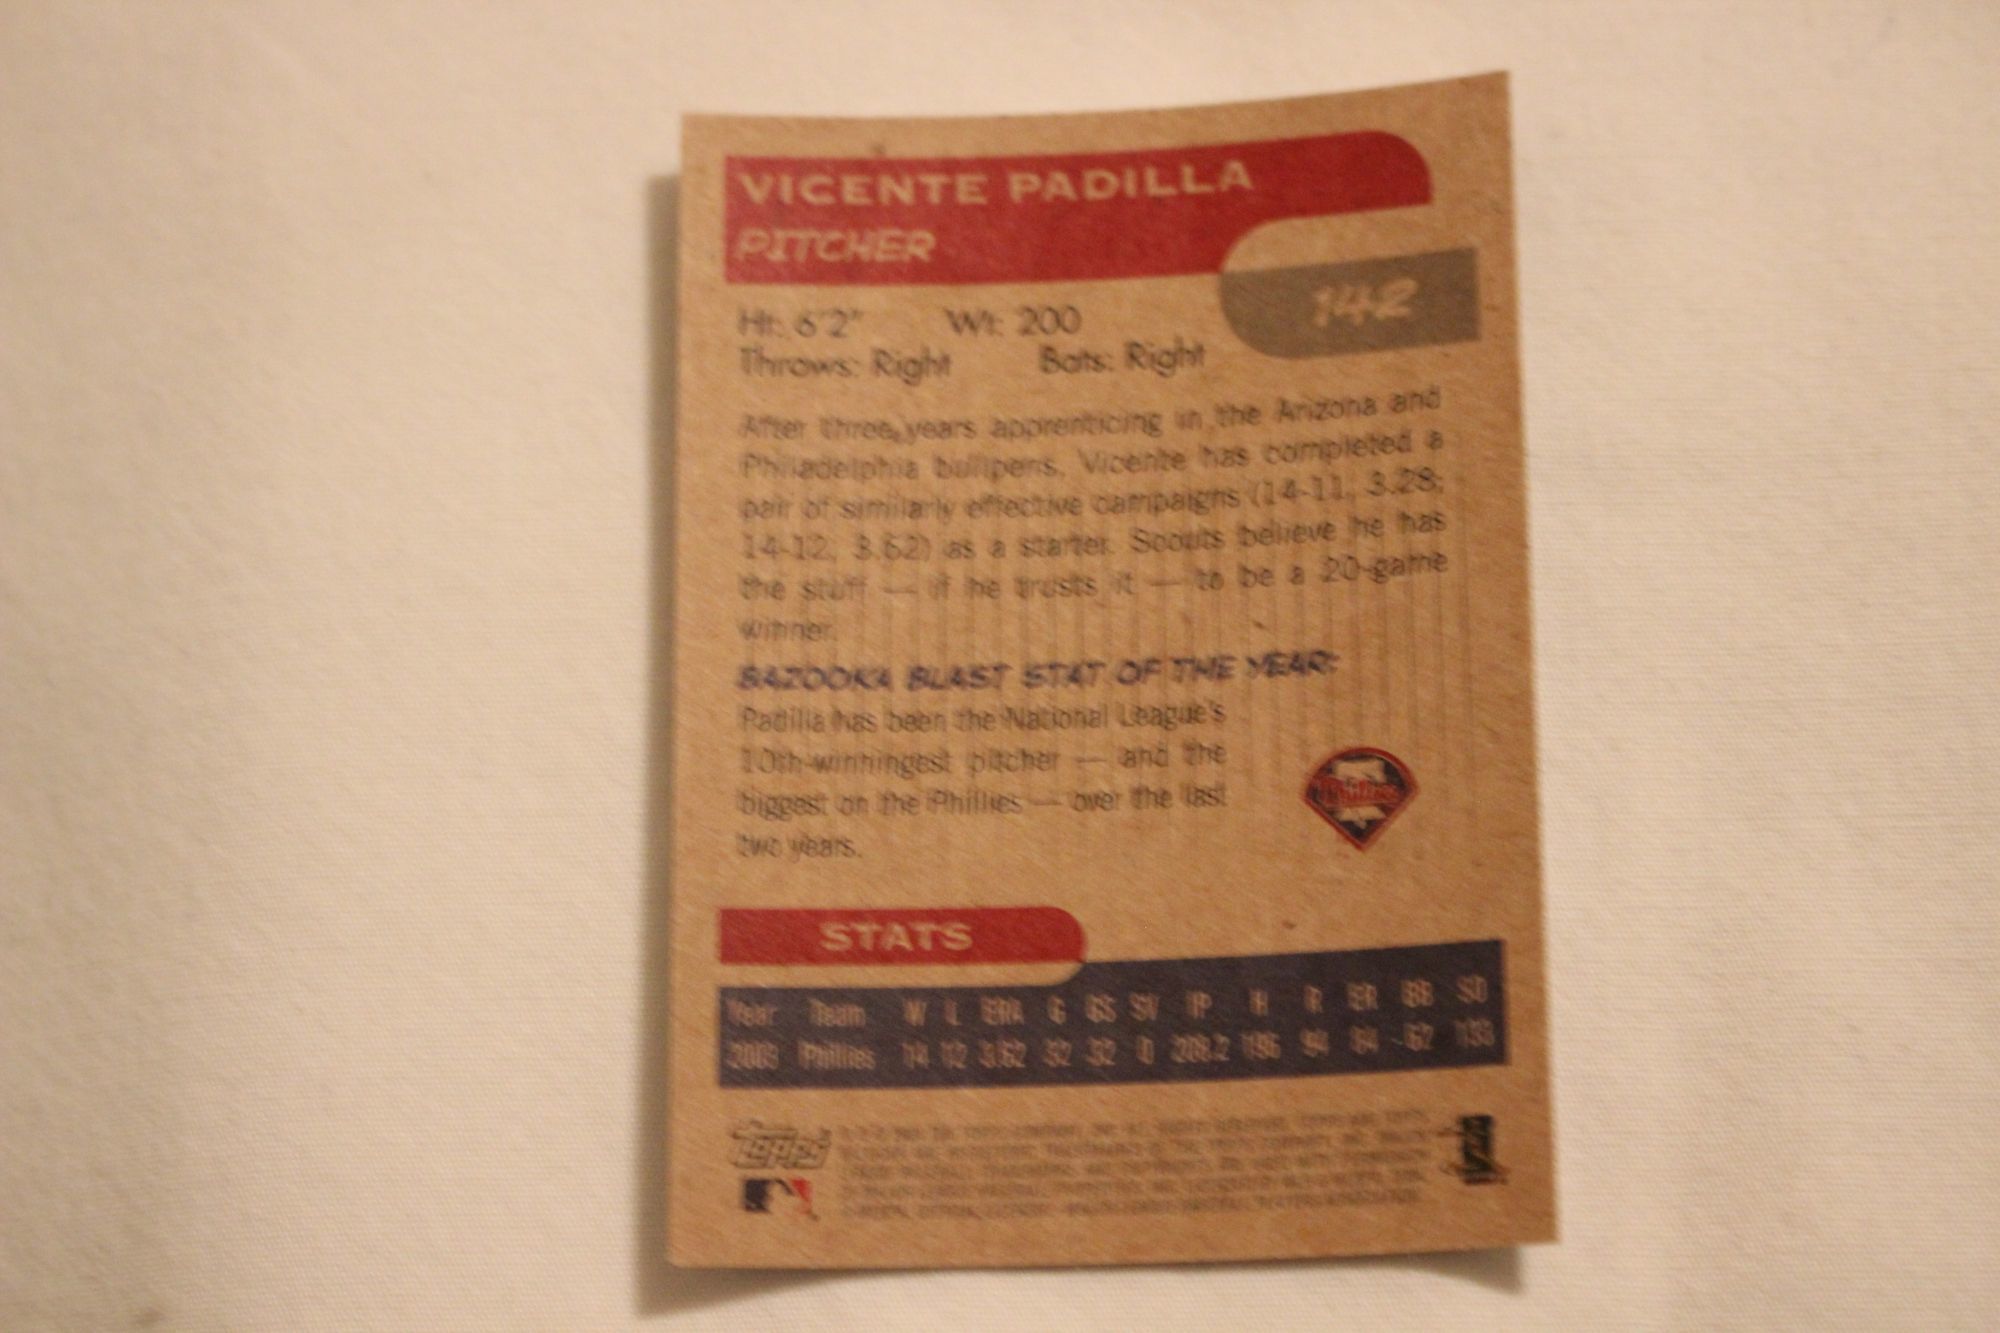 VICENTE PADILLA
PITCHER
142
Ht: 6'2" Wt: 200
Throws: Right Bats: Right
After three years apprenticing in the Arizona and
Philadelphia bullpens, Vicente has completed a
pair of similarly effective campaigns (14-11, 3.28;
14-12, 3.62) as a starter. Scouts believe he has
the stuff — if he trusts it — to be a 20-game
winner.
BAZOOKA BLAST STAT OF THE YEAR:
Padilla has been the National League's
10th-winningest pitcher — and the
biggest on the Phillies — over the last
two years.
Phillies
STATS
Year Team W L ERA G GS SV IP H R ER BB SO
2003 Phillies 14 12 3.62 32 32 0 208.2 196 94 84 62 133
Topps